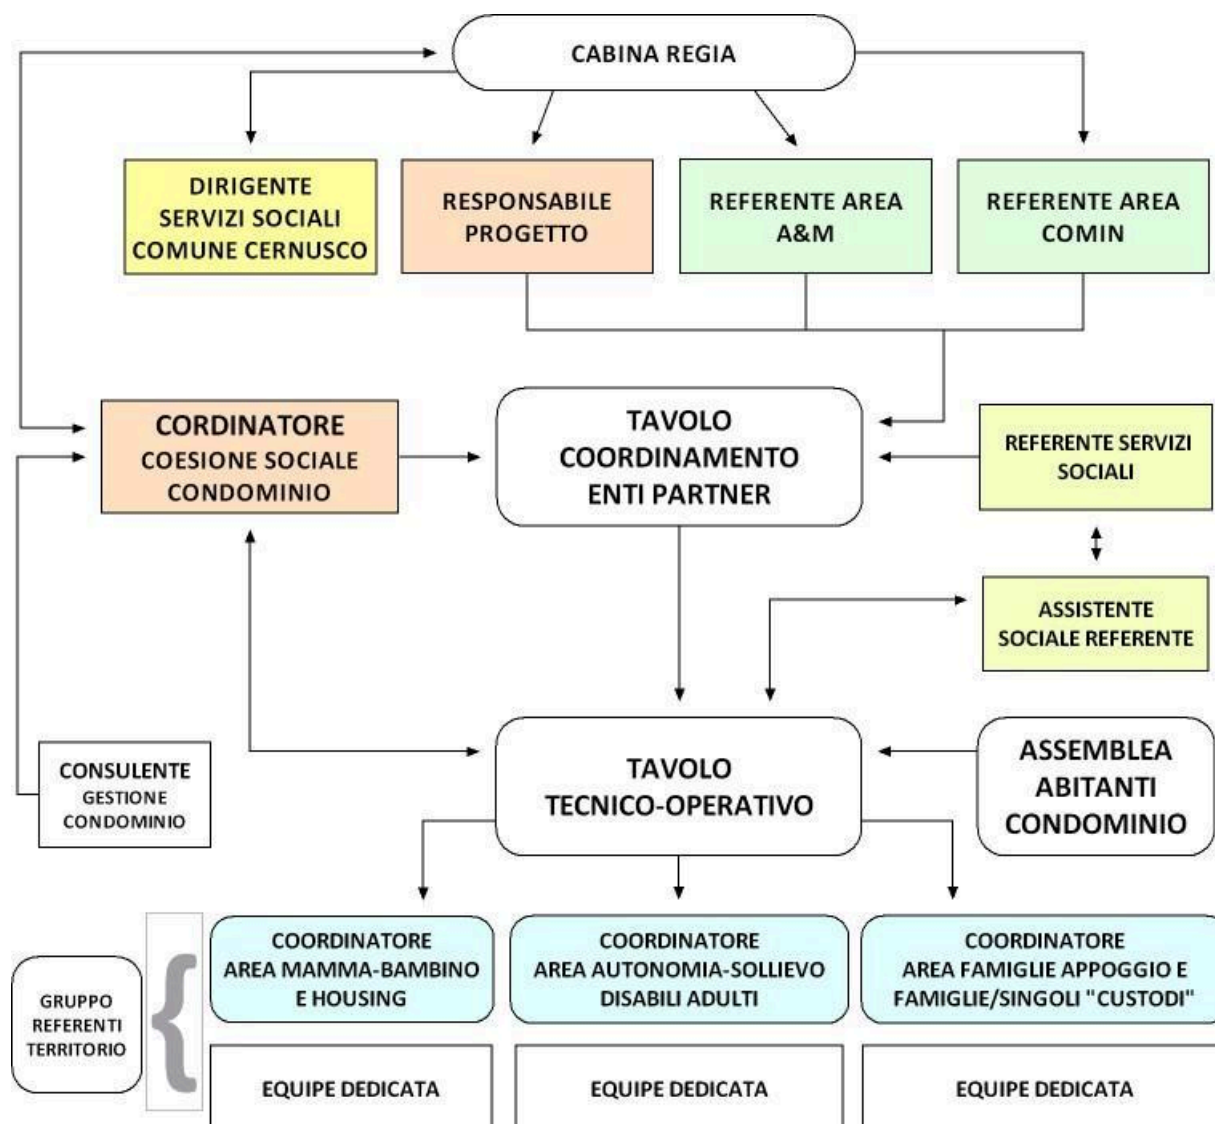 CABINA REGIA
DIRIGENTE
SERVIZI SOCIALI
COMUNE CERNUSCO
RESPONSABILE
PROGETTO
REFERENTE AREA
A&M
REFERENTE AREA
COMIN
CORDINATORE
COESIONE SOCIALE
CONDOMINIO
TAVOLO
COORDINAMENTO
ENTI PARTNER
REFERENTE SERVIZI
SOCIALI
ASSISTENTE
SOCIALE REFERENTE
CONSULENTE
GESTIONE
CONDOMINIO
TAVOLO
TECNICO-OPERATIVO
ASSEMBLEA
ABITANTI
CONDOMINIO
GRUPPO
REFERENTI
TERRITORIO
{
COORDINATORE
AREA MAMMA-BAMBINO
E HOUSING
COORDINATORE
AREA AUTONOMIA-SOLLIEVO
DISABILI ADULTI
COORDINATORE
AREA FAMIGLIE APPOGGIO E
FAMIGLIE/SINGOLI "CUSTODI"
EQUIPE DEDICATA
EQUIPE DEDICATA
EQUIPE DEDICATA